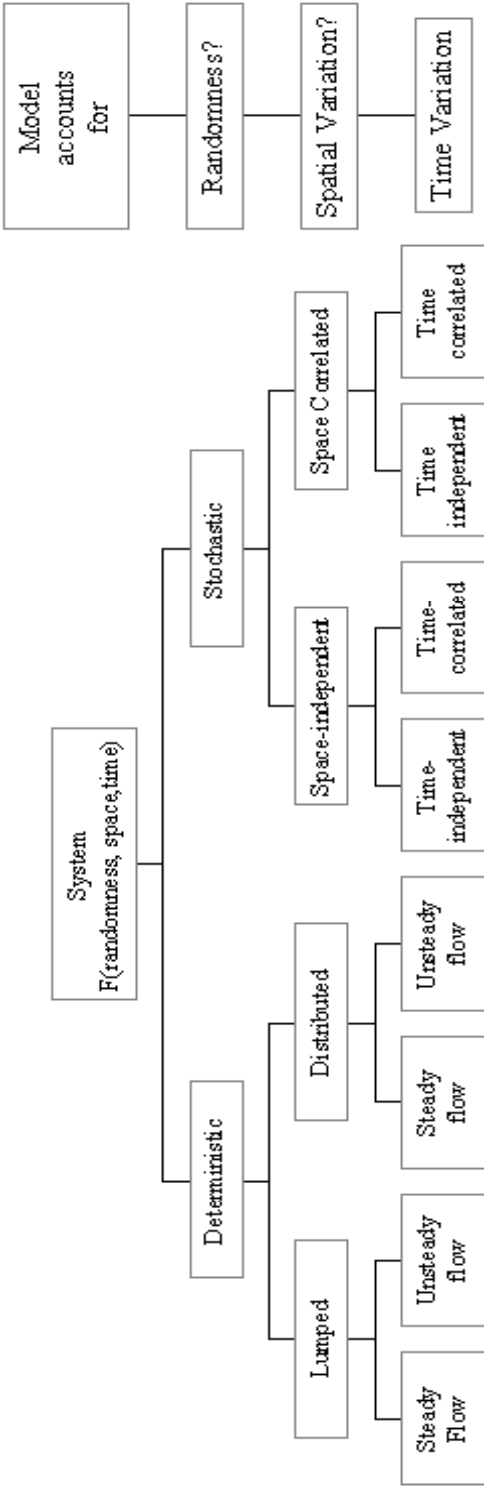 System
F(randomness, space,time)
Model
accounts
for
Deterministic
Stochastic
Randomness?
Lumped
Distributed
Space-independent
Space Correlated
Spatial Variation?
Steady
Flow
Unsteady
flow
Steady
flow
Unsteady
flow
Time-
independent
Time-
correlated
Time
independent
Time
correlated
Time Variation